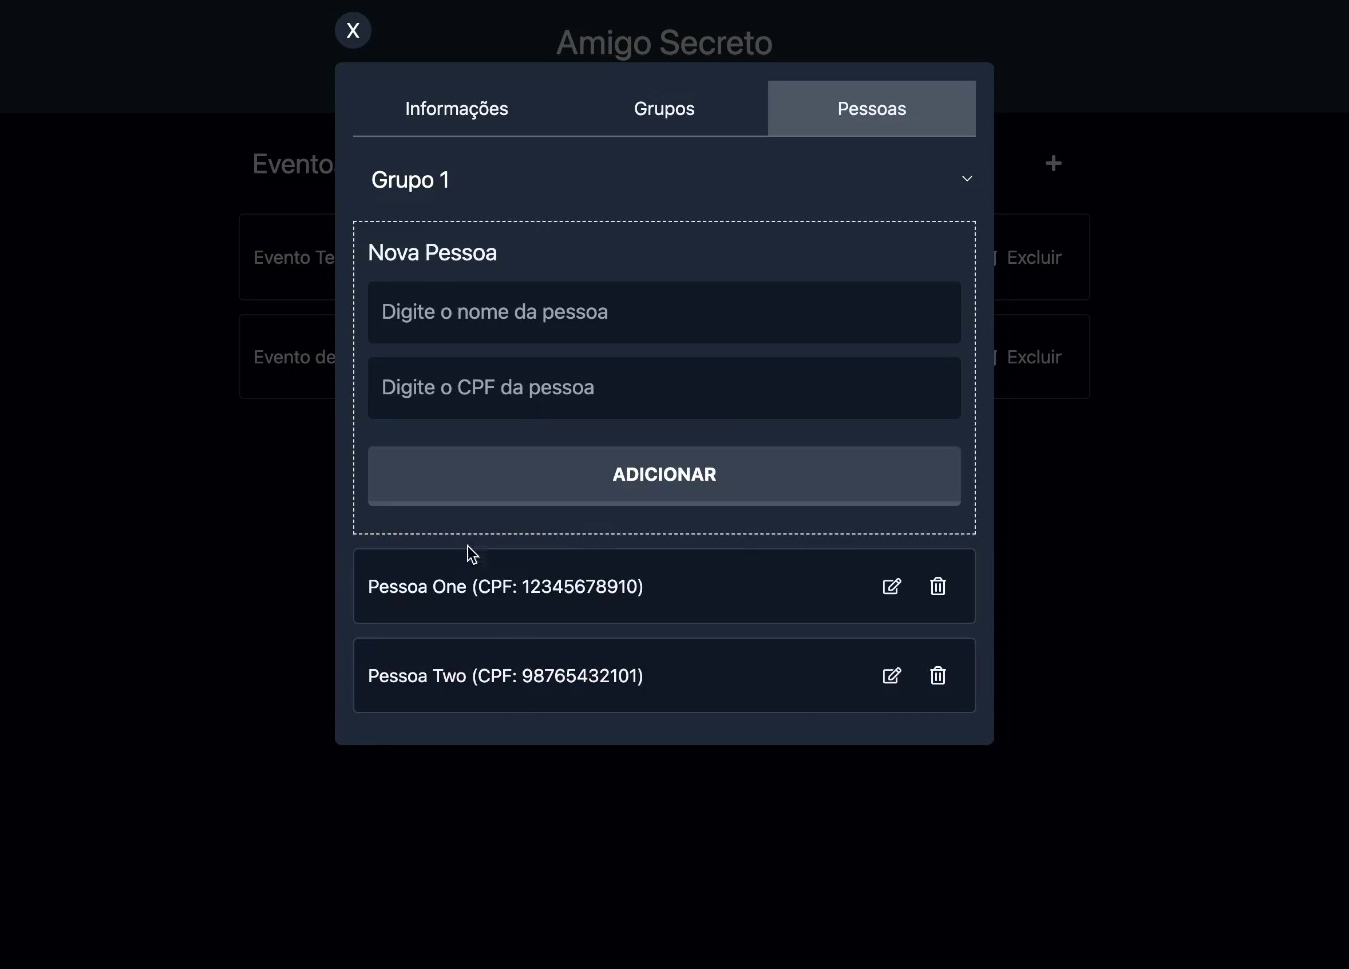 X
Amigo Secreto
Informações
Grupos
Pessoas
Evento
+
Grupo 1
Nova Pessoa
Digite o nome da pessoa
Evento Te
Excluir
Digite o CPF da pessoa
Evento de
Excluir
ADICIONAR
Pessoa One (CPF: 12345678910)
Pessoa Two (CPF: 98765432101)